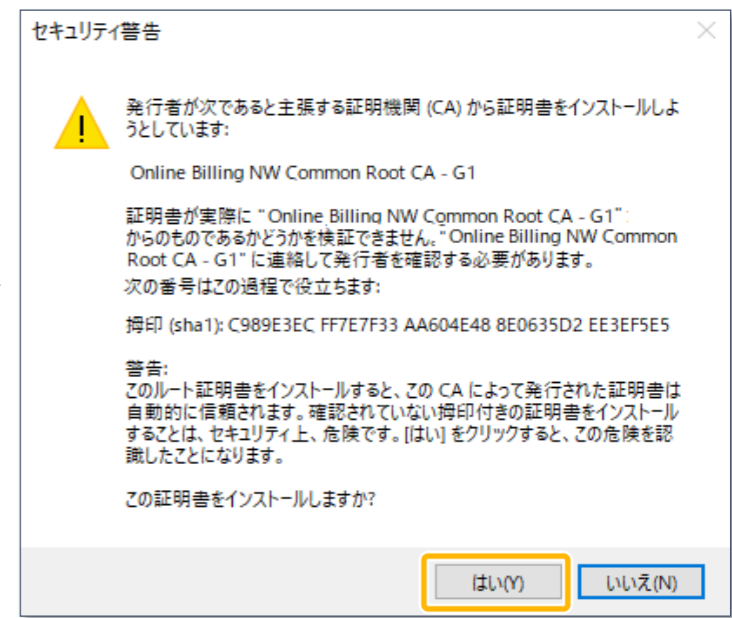 セキュリティ警告
発行者が次であると主張する証明機関 (CA) から証明書をインストールしよ
うとしています:
Online Billing NW Common Root CA - G1
証明書が実際に "Online Billing NW Common Root CA - G1"
からのものであるかどうかを検証できません。"Online Billing NW Common
Root CA - G1" に連絡して発行者を確認する必要があります。
次の番号はこの過程で役立ちます:
拇印 (sha1): C989E3EC FF7E7F33 AA604E48 8E0635D2 EE3EF5E5
警告:
このルート証明書をインストールすると、この CA によって発行された証明書は
自動的に信頼されます。確認されていない拇印付きの証明書をインストール
することは、セキュリティ上、危険です。[はい] をクリックすると、この危険を認
識したことになります。
この証明書をインストールしますか?
はい(Y)
いいえ(N)